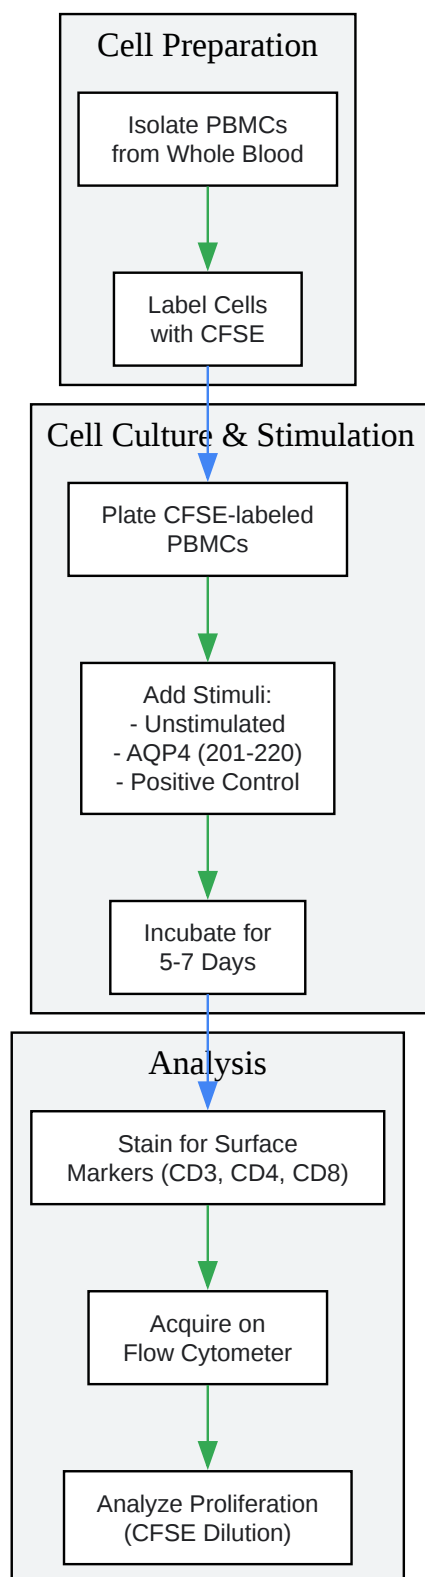 Cell Preparation
Isolate PBMCs
from Whole Blood
Label Cells
with CFSE
Cell Culture & Stimulation
Plate CFSE-labeled
PBMCs
Add Stimuli:
- Unstimulated
- AQP4 (201-220)
- Positive Control
Incubate for
5-7 Days
Analysis
Stain for Surface
Markers (CD3, CD4, CD8)
Acquire on
Flow Cytometer
Analyze Proliferation
(CFSE Dilution)